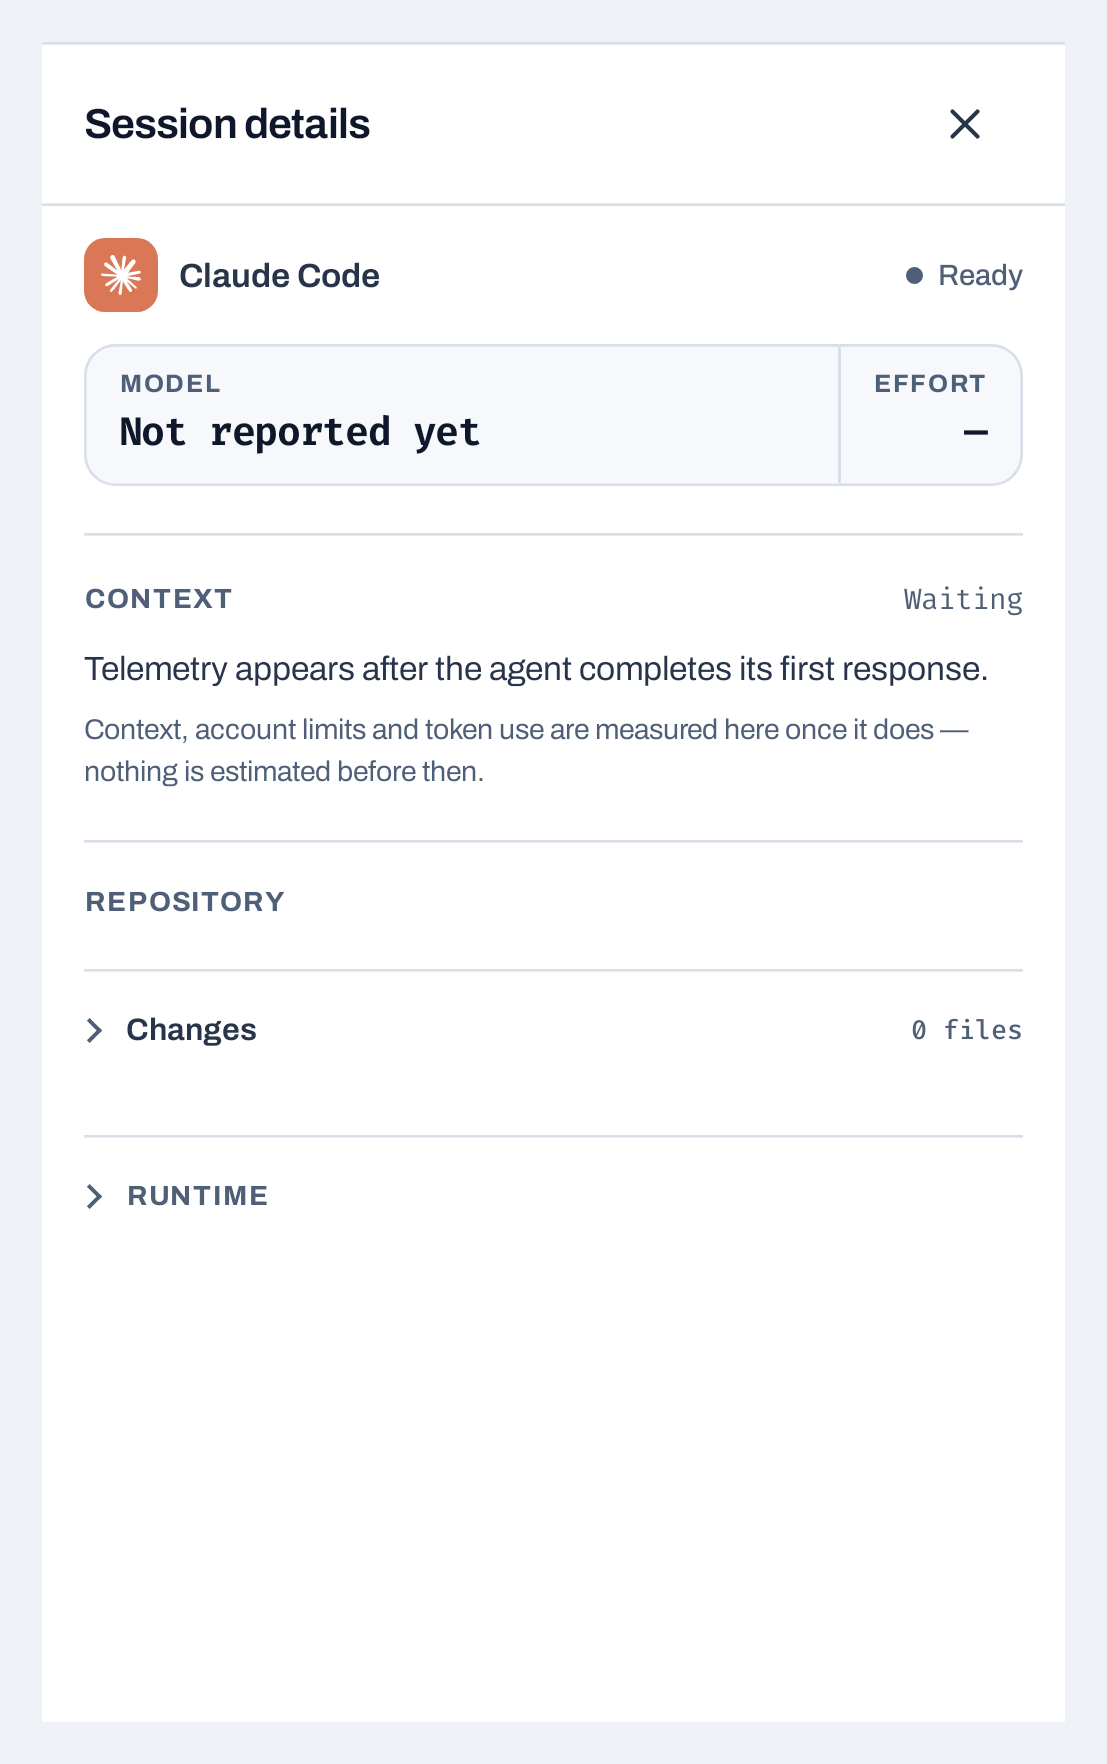 Session details
Claude Code
Ready
MODEL
EFFORT
Not reported yet
—
CONTEXT
Waiting
Telemetry appears after the agent completes its first response.
Context, account limits and token use are measured here once it does —
nothing is estimated before then.
REPOSITORY
Changes
0 files
RUNTIME